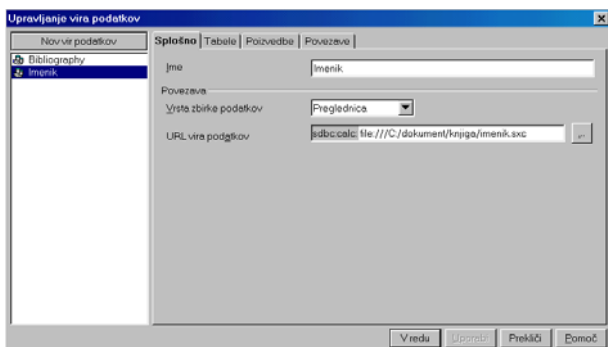 Upravljanje vira podatkov
Nov vir podatkov
Bibliography
Imenik
Splošno Tabele Poizvedbe Povezave
Ime Imenik
Povezava
Vrsta zbirke podatkov Preglednica
URL vira podatkov sdbc:calc: file:///C:/dokument/knjiga/imenik.sxc ...
V redu Uporabi Prekliči Pomoč